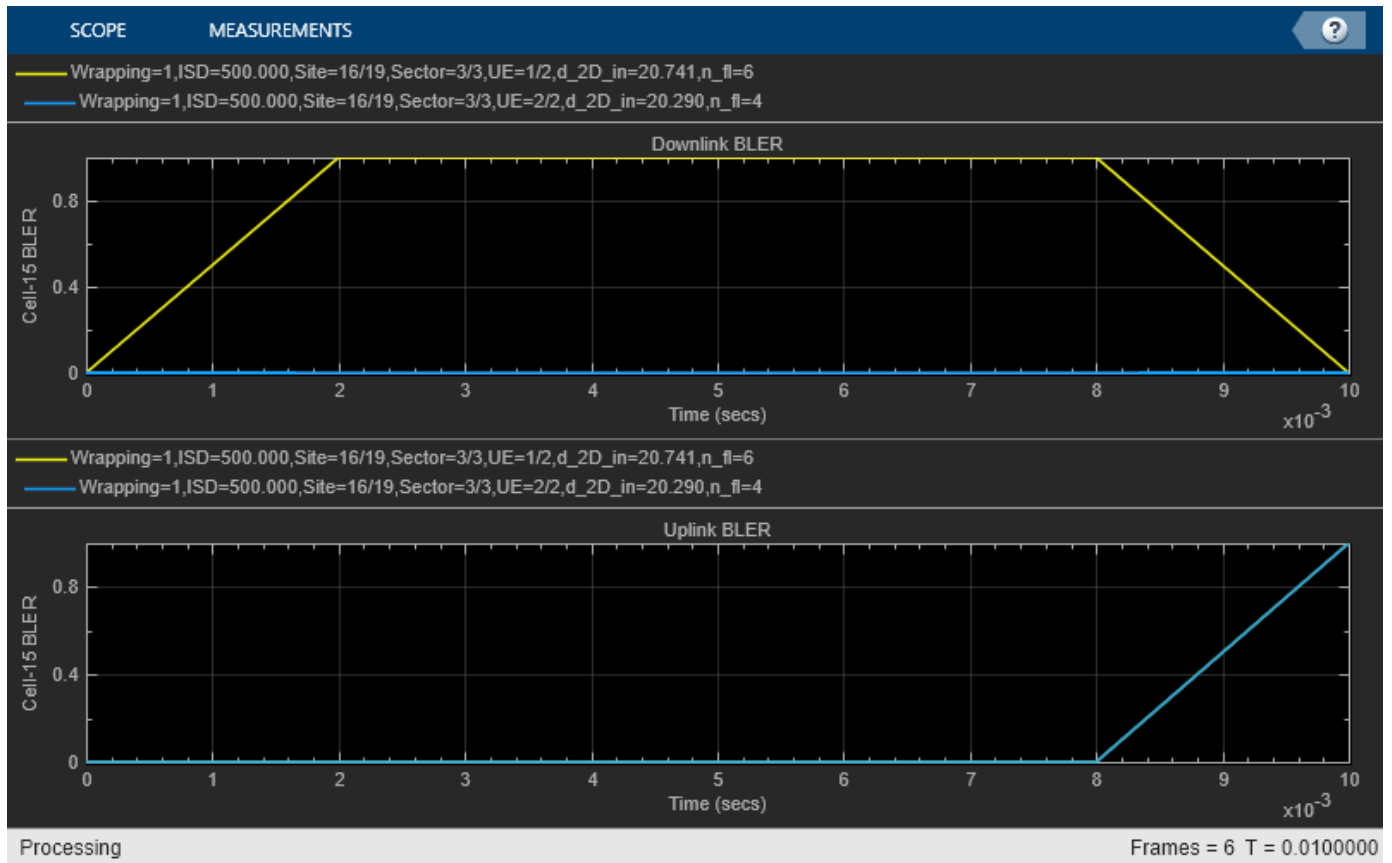 SCOPE MEASUREMENTS ?
Wrapping=1,ISD=500.000,Site=16/19,Sector=3/3,UE=1/2,d_2D_in=20.741,n_fl=6
Wrapping=1,ISD=500.000,Site=16/19,Sector=3/3,UE=2/2,d_2D_in=20.290,n_fl=4
Downlink BLER
Cell-15 BLER
0.8
0.4
0
0 1 2 3 4 5 6 7 8 9 10
Time (secs)
x10-3
Wrapping=1,ISD=500.000,Site=16/19,Sector=3/3,UE=1/2,d_2D_in=20.741,n_fl=6
Wrapping=1,ISD=500.000,Site=16/19,Sector=3/3,UE=2/2,d_2D_in=20.290,n_fl=4
Uplink BLER
Cell-15 BLER
0.8
0.4
0
0 1 2 3 4 5 6 7 8 9 10
Time (secs)
x10-3
Processing Frames = 6 T = 0.0100000